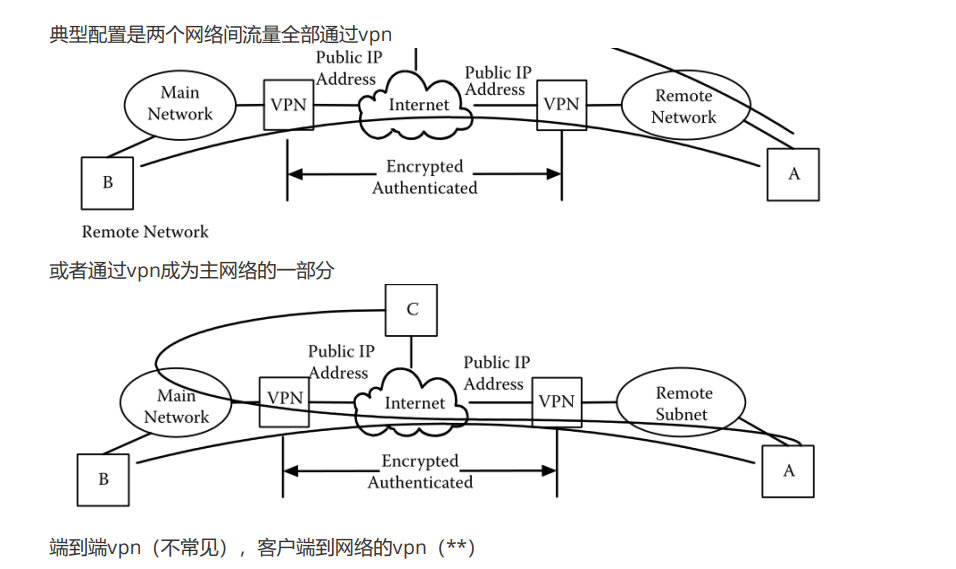 典型配置是两个网络间流量全部通过vpn
Public IP
Address
Public IP
Address
Main
Network
VPN
Internet
VPN
Remote
Network
Encrypted
Authenticated
B
A
Remote Network
或者通过vpn成为主网络的一部分
C
Public IP
Address
Public IP
Address
Main
Network
VPN
Internet
VPN
Remote
Subnet
Encrypted
Authenticated
B
A
端到端vpn（不常见），客户端到网络的vpn（**）